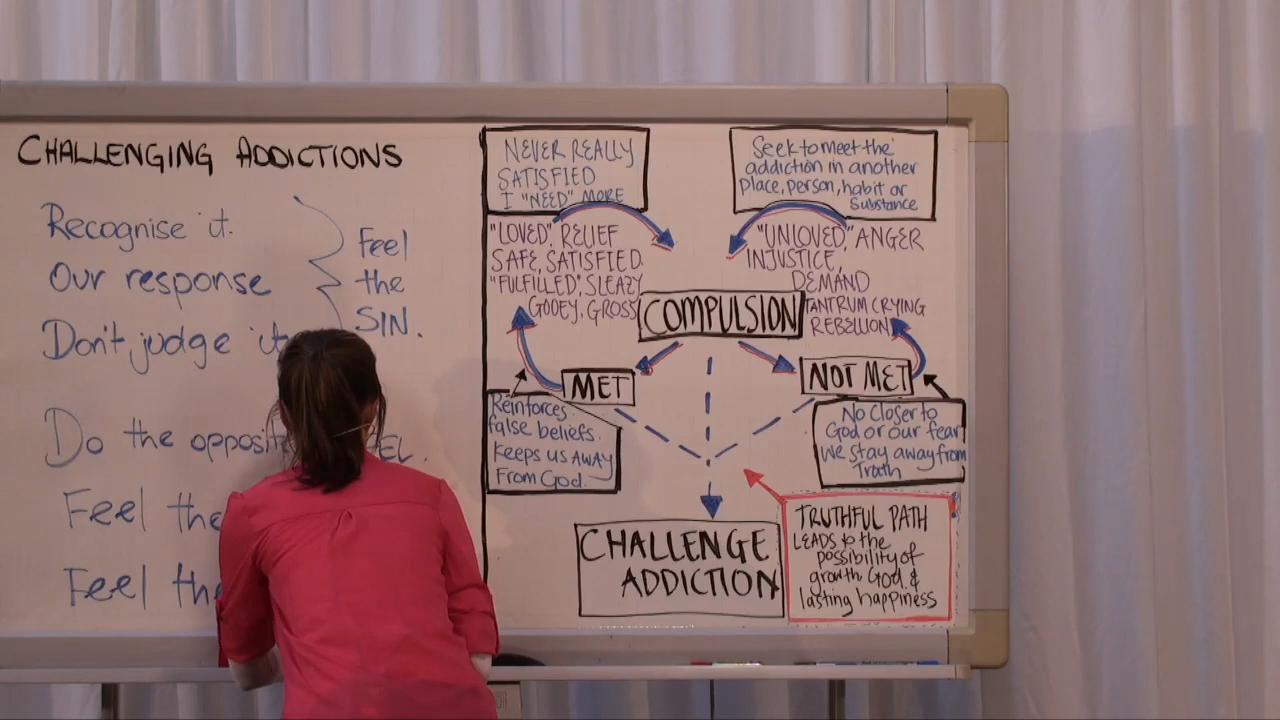 CHALLENGING ADDICTIONS
Recognise it.
Our response
Don't judge it
Feel
the
SIN.
Do the opposite
Feel the
Feel the
NEVER REALLY
SATISFIED
I "NEED" MORE
"LOVED", RELIEF
SAFE, SATISFIED.
"FULFILLED", SLEAZY
GOOEY, GROSS
Seek to meet the
addiction in another
place, person, habit or
Substance
"UNLOVED," ANGER
INJUSTICE,
DEMAND
TANTRUM CRYING
REBELLION
COMPULSION
MET
NOT MET
Reinforces
false beliefs.
Keeps us AWAY
From God.
No Closer to
God or our fear
we stay away from
Truth
CHALLENGE
ADDICTION
TRUTHFUL PATH
LEADS to the
possibility of
growth God &
lasting happiness